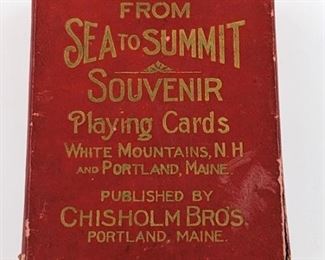 FROM
SEA TO SUMMIT
SOUVENIR
Playing Cards
WHITE MOUNTAINS, N.H
AND PORTLAND, MAINE.
PUBLISHED BY
CHISHOLM BRO'S.
PORTLAND, MAINE.